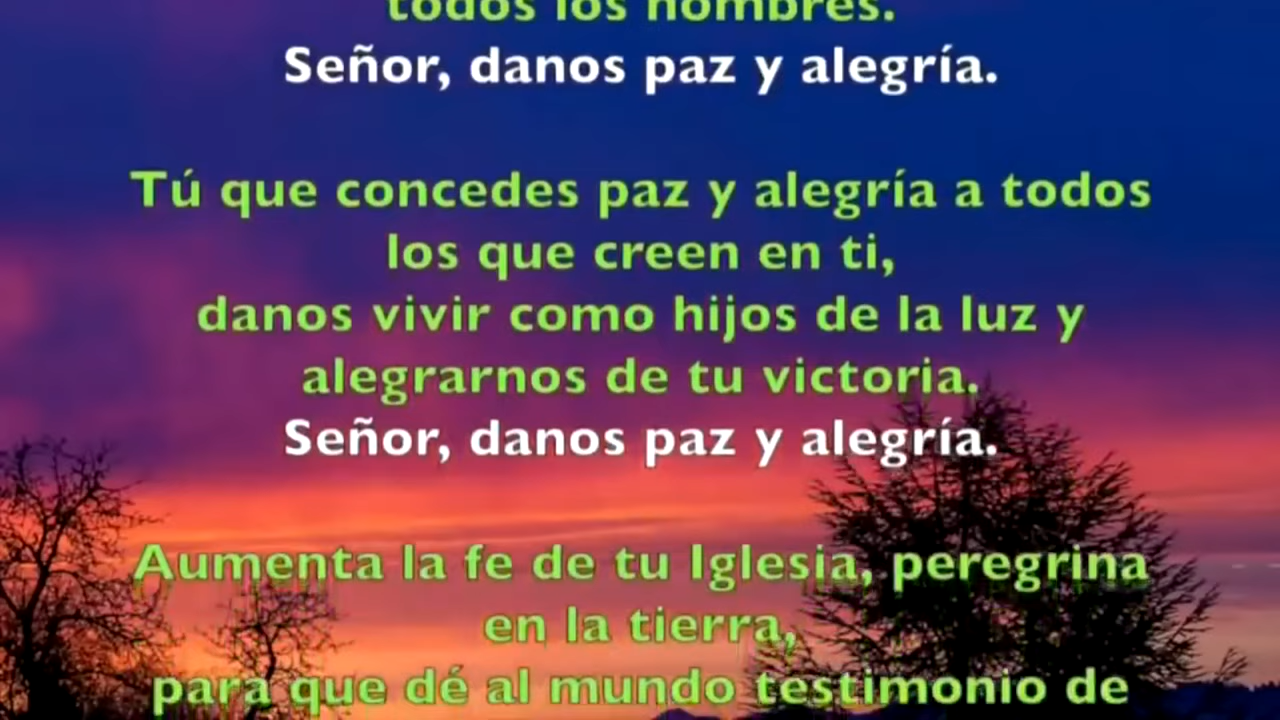 todos los hombres.
Señor, danos paz y alegría.
Tú que concedes paz y alegría a todos
los que creen en ti,
danos vivir como hijos de la luz y
alegrarnos de tu victoria.
Señor, danos paz y alegría.
Aumenta la fe de tu Iglesia, peregrina
en la tierra,
para que dé al mundo testimonio de